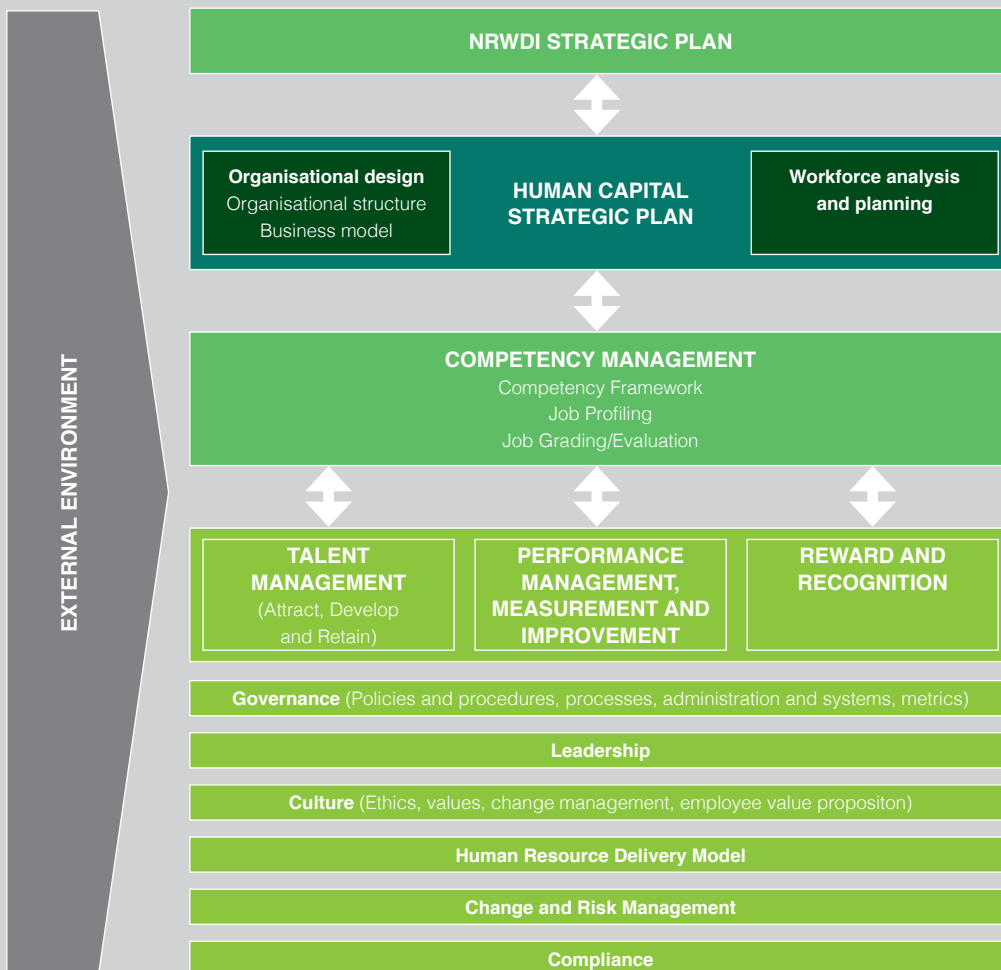 NRWDI STRATEGIC PLAN
EXTERNAL ENVIRONMENT
Organisational design
Organisational structure
Business model
HUMAN CAPITAL
STRATEGIC PLAN
Workforce analysis
and planning
COMPETENCY MANAGEMENT
Competency Framework
Job Profiling
Job Grading/Evaluation
TALENT
MANAGEMENT
(Attract, Develop
and Retain)
PERFORMANCE
MANAGEMENT,
MEASUREMENT AND
IMPROVEMENT
REWARD AND
RECOGNITION
Governance (Policies and procedures, processes, administration and systems, metrics)
Leadership
Culture (Ethics, values, change management, employee value propositon)
Human Resource Delivery Model
Change and Risk Management
Compliance